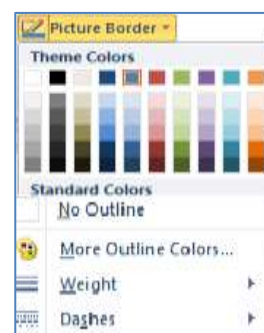 Picture Border
Theme Colors
Standard Colors
No Outline
More Outline Colors...
Weight
Dashes